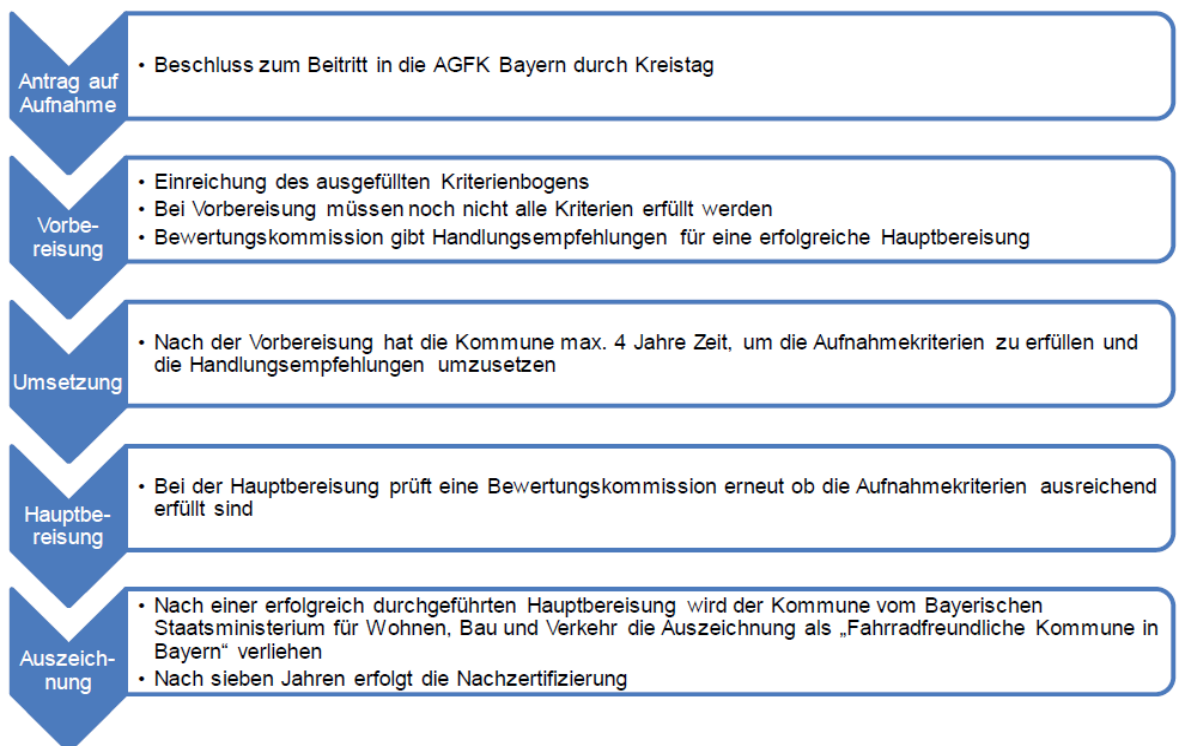 Antrag auf
Aufnahme
• Beschluss zum Beitritt in die AGFK Bayern durch Kreistag
Vorbe-
reisung
• Einreichung des ausgefüllten Kriterienbogens
• Bei Vorbereisung müssen noch nicht alle Kriterien erfüllt werden
• Bewertungskommission gibt Handlungsempfehlungen für eine erfolgreiche Hauptbereisung
Umsetzung
• Nach der Vorbereisung hat die Kommune max. 4 Jahre Zeit, um die Aufnahmekriterien zu erfüllen und
die Handlungsempfehlungen umzusetzen
Hauptbe-
reisung
• Bei der Hauptbereisung prüft eine Bewertungskommission erneut ob die Aufnahmekriterien ausreichend
erfüllt sind
Auszeich-
nung
• Nach einer erfolgreich durchgeführten Hauptbereisung wird der Kommune vom Bayerischen
Staatsministerium für Wohnen, Bau und Verkehr die Auszeichnung als „Fahrradfreundliche Kommune in
Bayern“ verliehen
• Nach sieben Jahren erfolgt die Nachzertifizierung